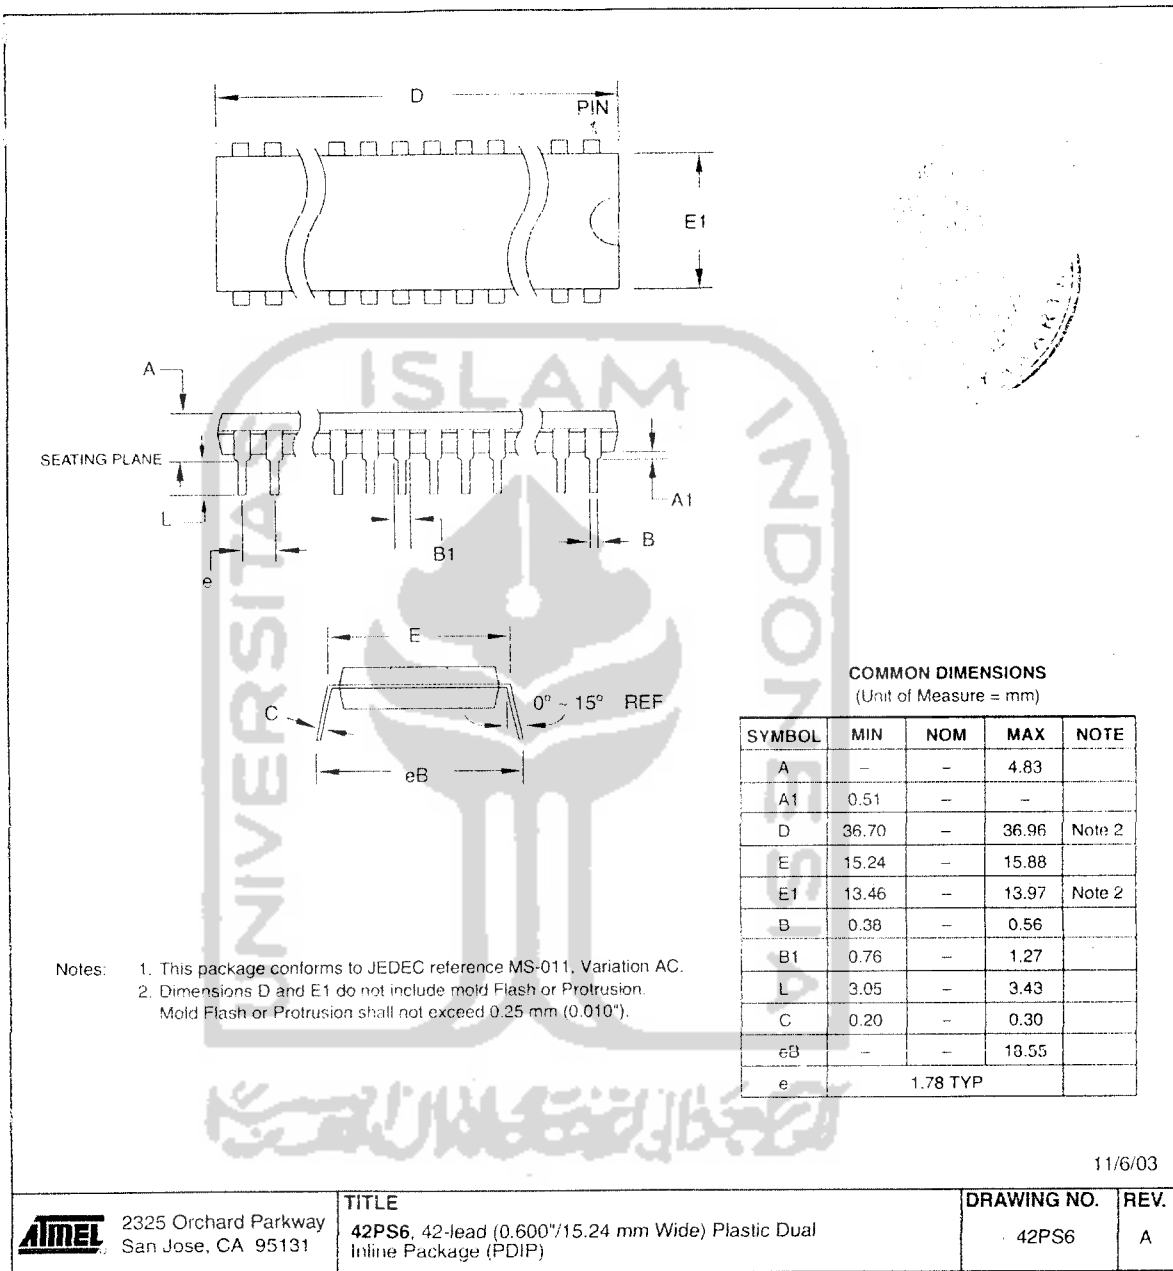 D
PIN
1
E1
A
SEATING PLANE
L
A1
B1
B
e
E
C
0° ~ 15° REF
eB
COMMON DIMENSIONS
(Unit of Measure = mm)
SYMBOL MIN NOM MAX NOTE
A – – 4.83
A1 0.51 – –
D 36.70 – 36.96 Note 2
E 15.24 – 15.88
E1 13.46 – 13.97 Note 2
B 0.38 – 0.56
B1 0.76 – 1.27
L 3.05 – 3.43
C 0.20 – 0.30
eB – – 18.55
e 1.78 TYP
Notes: 1. This package conforms to JEDEC reference MS-011, Variation AC.
2. Dimensions D and E1 do not include mold Flash or Protrusion.
Mold Flash or Protrusion shall not exceed 0.25 mm (0.010").
UNIVERSITAS
ISLAM
INDONESIA
11/6/03
ATMEL
2325 Orchard Parkway
San Jose, CA 95131
TITLE
42PS6, 42-lead (0.600"/15.24 mm Wide) Plastic Dual
Inline Package (PDIP)
DRAWING NO.
42PS6
REV.
A